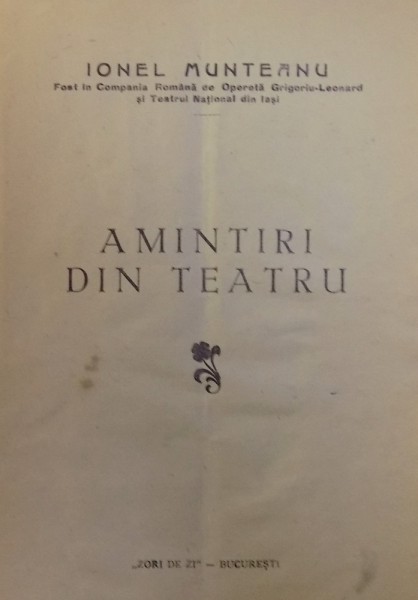 IONEL MUNTEANU
Fost in Compania Română de Operetă Grigoriu-Leonard
și Teatrul Național din Iași
AMINTIRI
DIN TEATRU
„ZORI DE ZI" — BUCUREȘTI